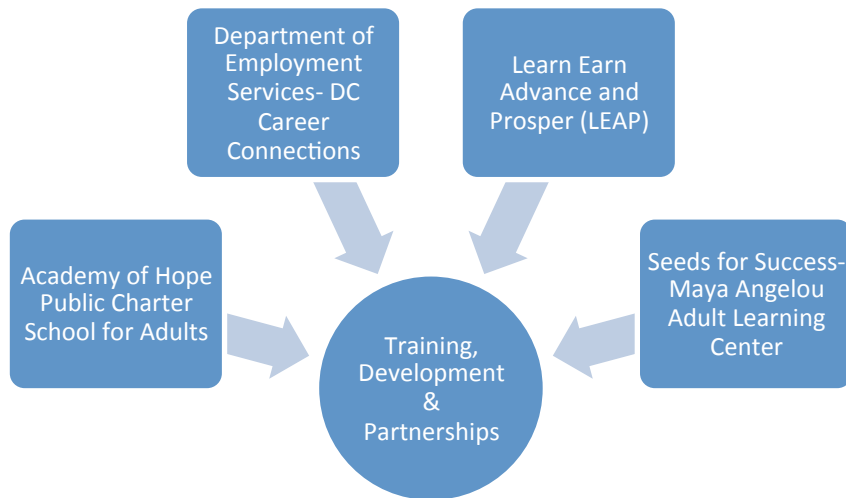 Department of
Employment
Services- DC
Career
Connections
Learn Earn
Advance and
Prosper (LEAP)
Academy of Hope
Public Charter
School for Adults
Seeds for Success-
Maya Angelou
Adult Learning
Center
Training,
Development
&
Partnerships